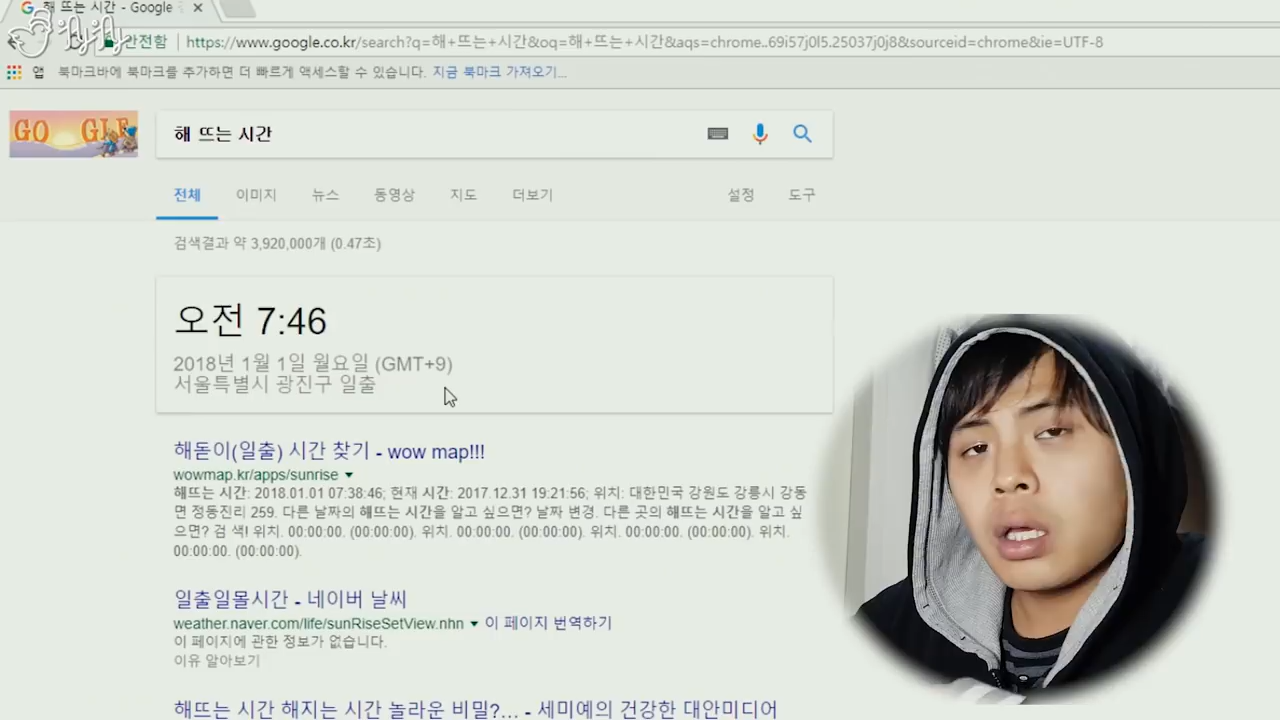 해 뜨는 시간 - Google
안전함 | https://www.google.co.kr/search?q=해+뜨는+시간&oq=해+뜨는+시간&aqs=chrome..69i57j0l5.25037j0j8&sourceid=chrome&ie=UTF-8
앱 북마크바에 북마크를 추가하면 더 빠르게 액세스할 수 있습니다. 지금 북마크 가져오기...
GO GLE
해 뜨는 시간
전체 이미지 뉴스 동영상 지도 더보기 설정 도구
검색결과 약 3,920,000개 (0.47초)
오전 7:46
2018년 1월 1일 월요일 (GMT+9)
서울특별시 광진구 일출
해돋이(일출) 시간 찾기 - wow map!!!
wowmap.kr/apps/sunrise
해뜨는 시간: 2018.01.01 07:38:46; 현재 시간: 2017.12.31 19:21:56; 위치: 대한민국 강원도 강릉시 강동
면 정동진리 259. 다른 날짜의 해뜨는 시간을 알고 싶으면? 날짜 변경. 다른 곳의 해뜨는 시간을 알고 싶
으면? 검 색! 위치. 00:00:00. (00:00:00). 위치. 00:00:00. (00:00:00). 위치. 00:00:00. (00:00:00). 위치.
00:00:00. (00:00:00).
일출일몰시간 - 네이버 날씨
weather.naver.com/life/sunRiseSetView.nhn 이 페이지 번역하기
이 페이지에 관한 정보가 없습니다.
이유 알아보기
해뜨는 시간 해지는 시간 놀라운 비밀?... - 세미예의 건강한 대안미디어